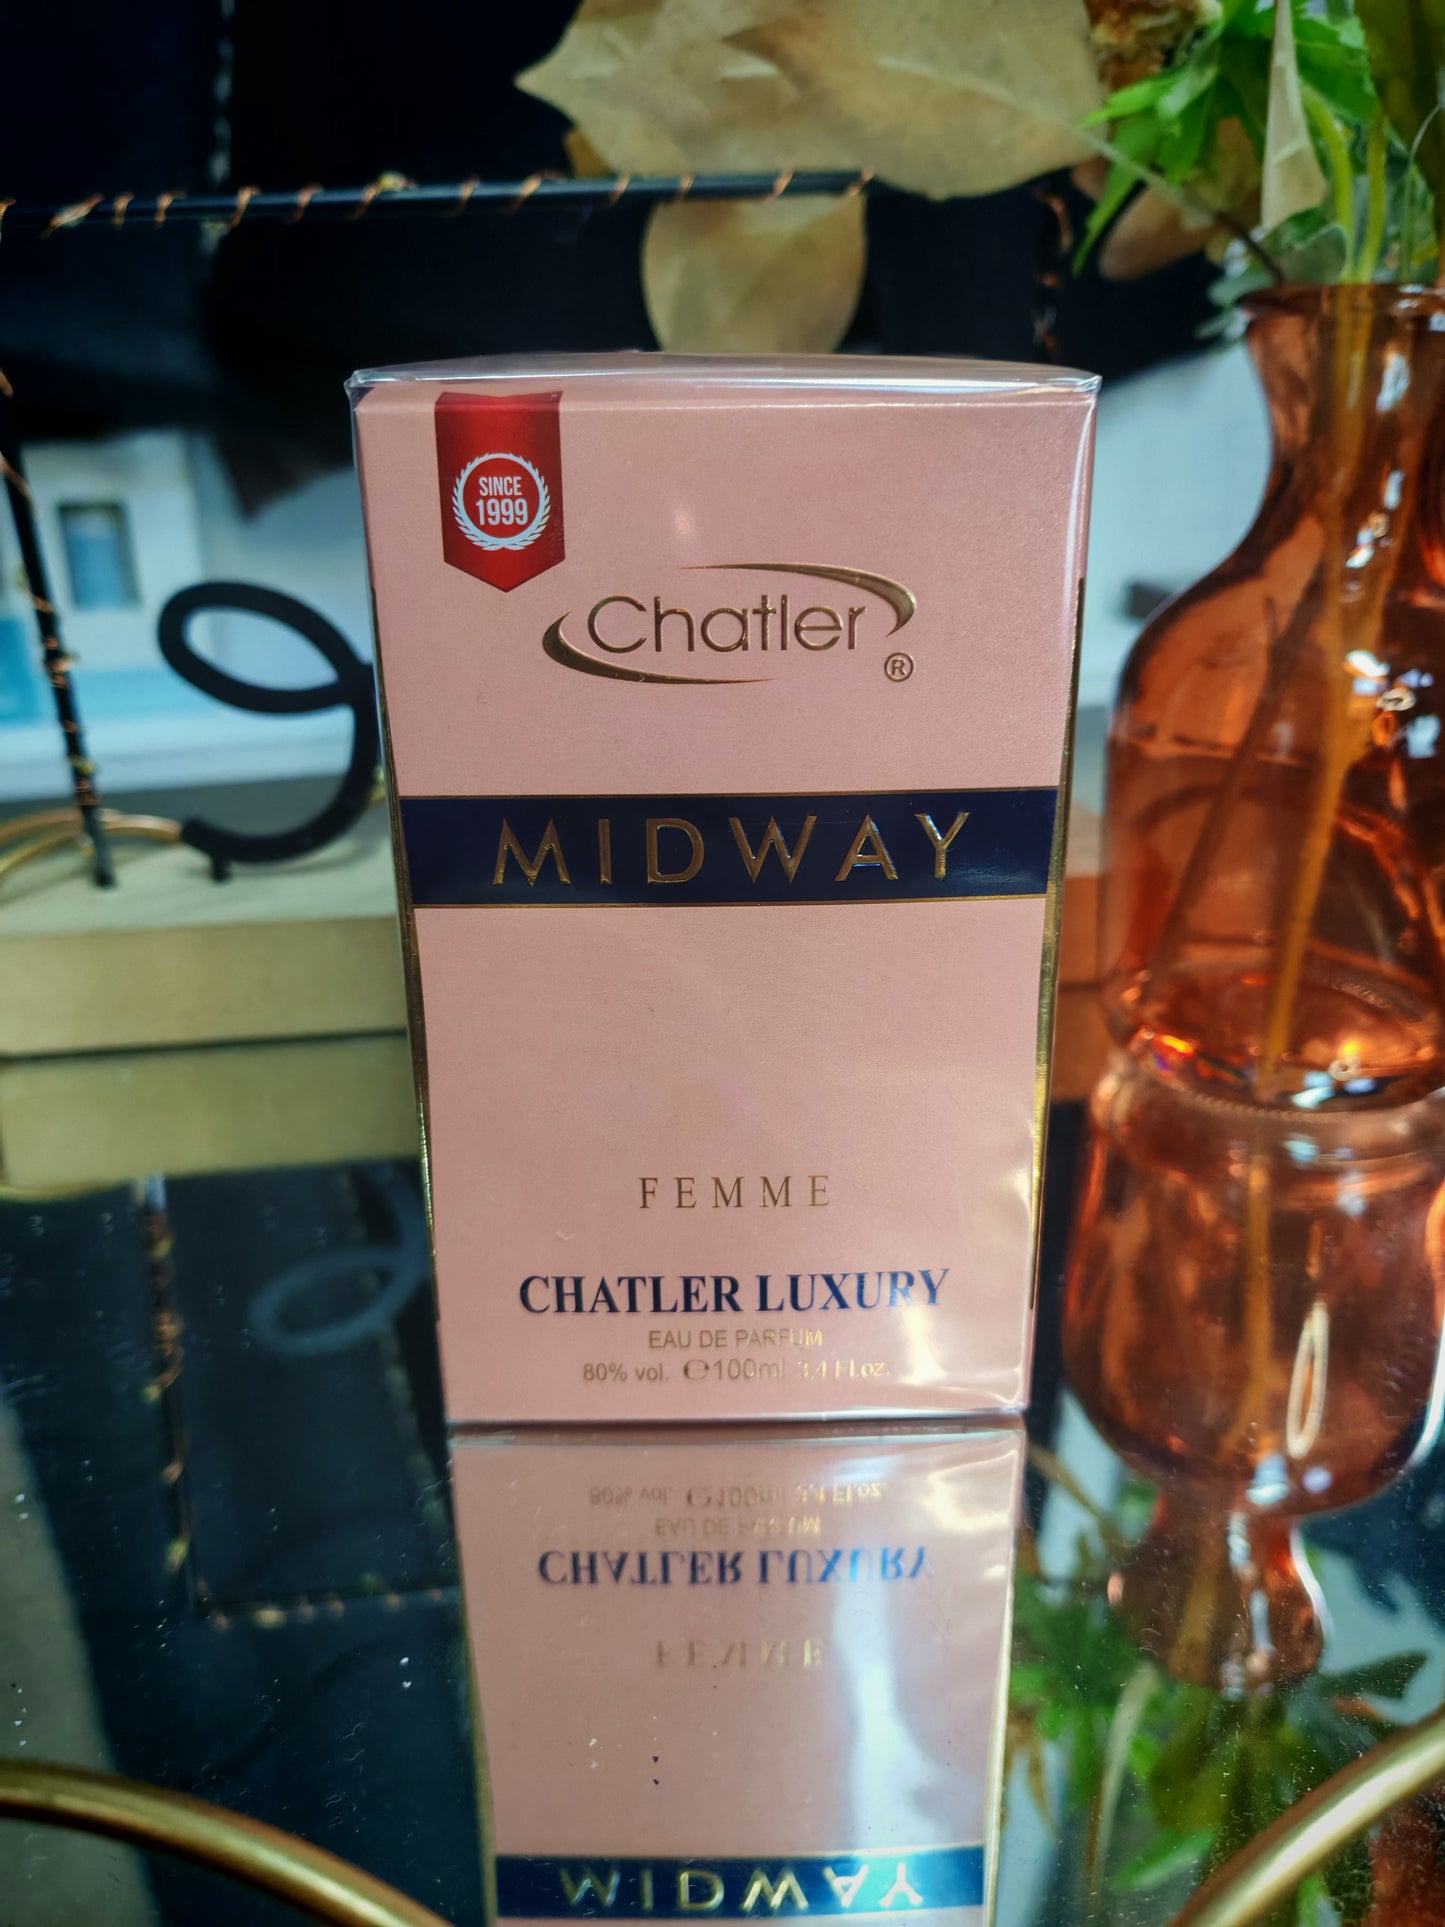 SINCE
1999
Chatler
®
MIDWAY
FEMME
CHATLER LUXURY
EAU DE PARFUM
80% vol. ℮100ml 3,4 Fl.oz.